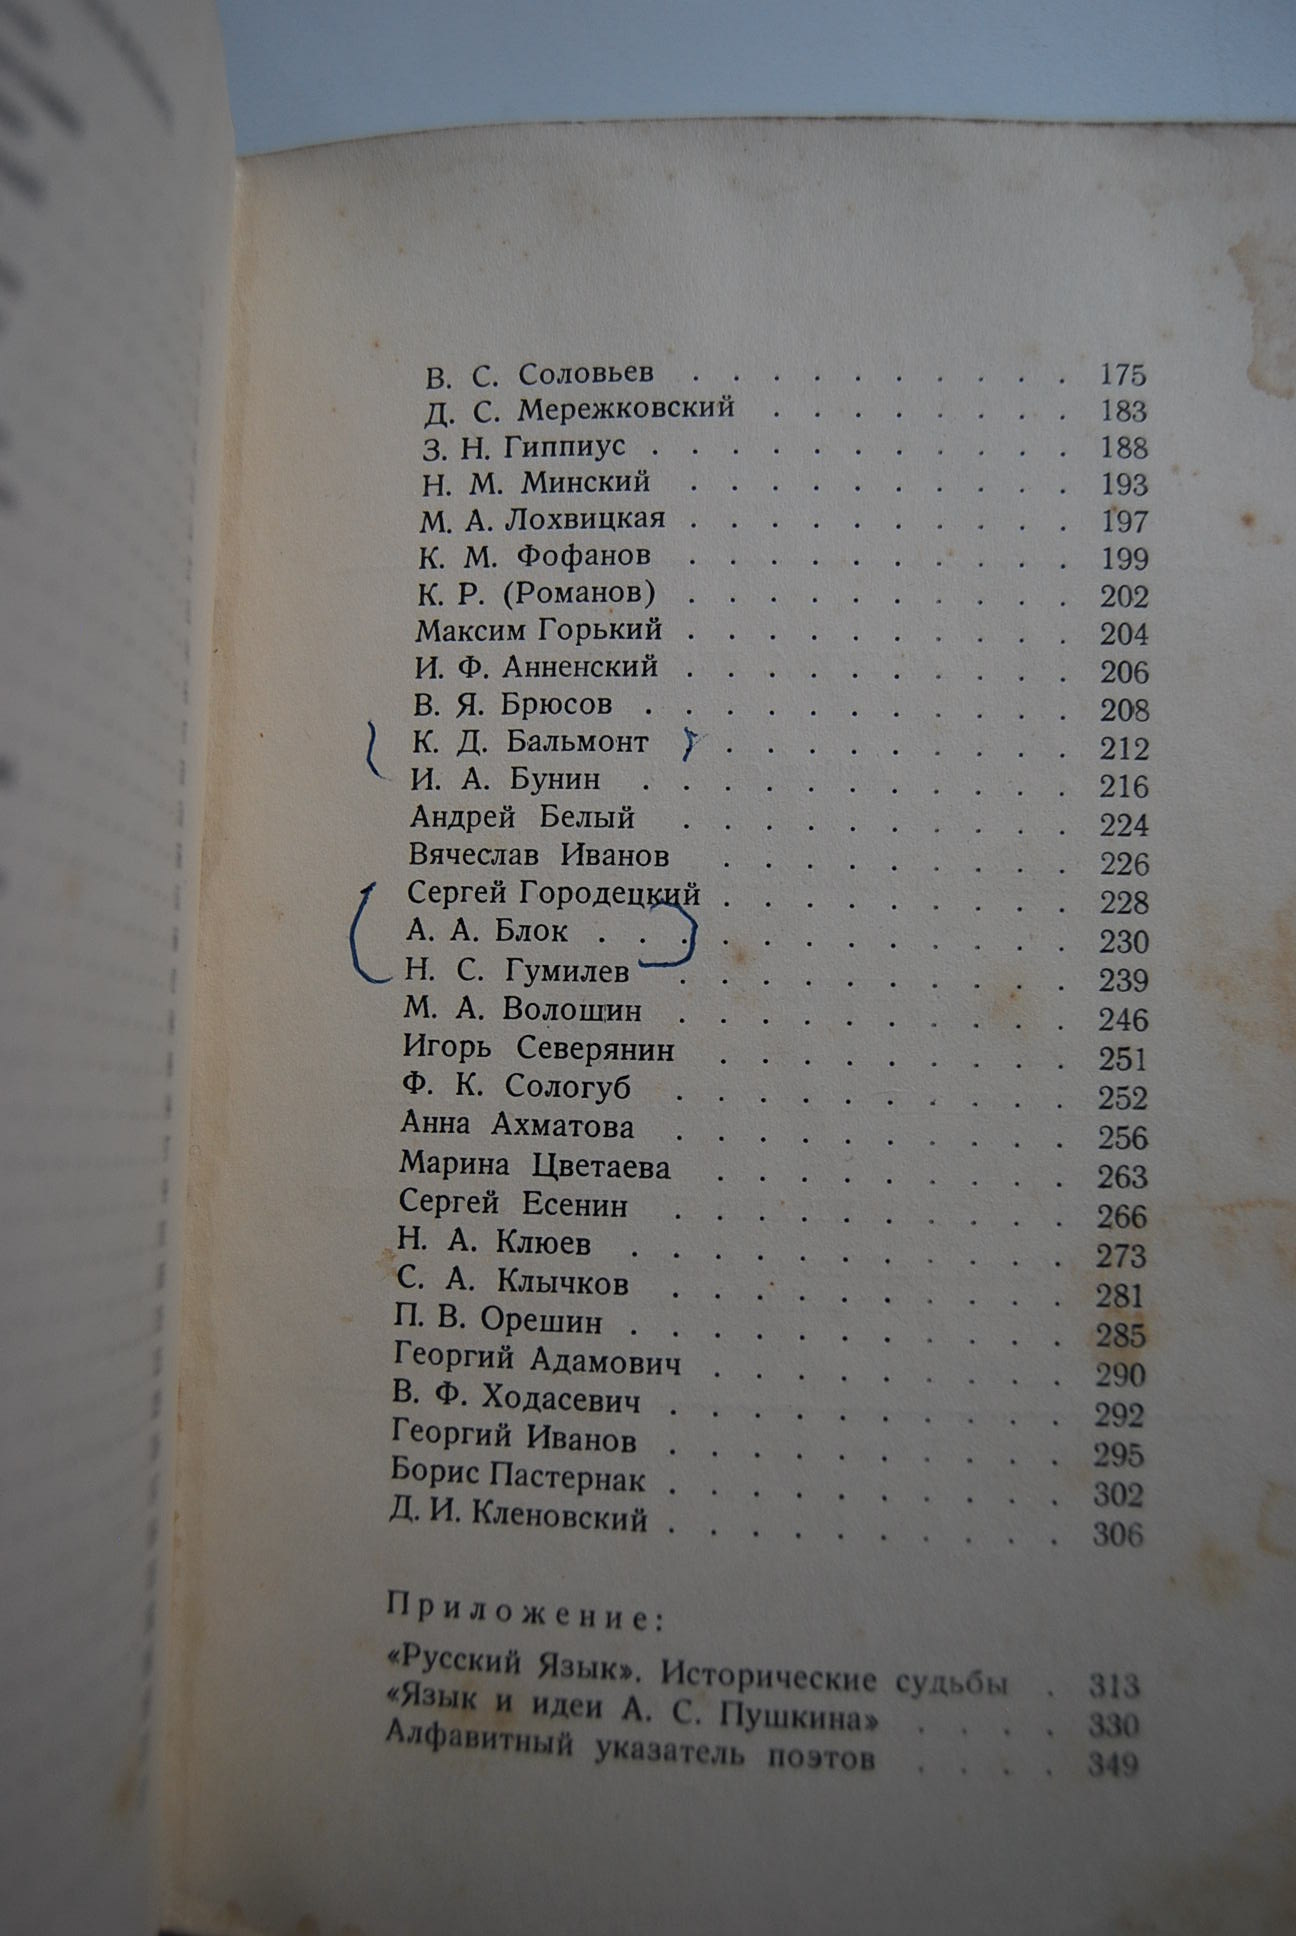 В. С. Соловьев . . . . . . . . . . 175
Д. С. Мережковский . . . . . . . . 183
З. Н. Гиппиус . . . . . . . . . . . 188
Н. М. Минский . . . . . . . . . . 193
М. А. Лохвицкая . . . . . . . . . . 197
К. М. Фофанов . . . . . . . . . . 199
К. Р. (Романов) . . . . . . . . . . 202
Максим Горький . . . . . . . . . . 204
И. Ф. Анненский . . . . . . . . . . 206
В. Я. Брюсов . . . . . . . . . . . 208
К. Д. Бальмонт . . . . . . . . . 212
И. А. Бунин . . . . . . . . . . . 216
Андрей Белый . . . . . . . . . . 224
Вячеслав Иванов . . . . . . . . . 226
Сергей Городецкий . . . . . . . . . 228
А. А. Блок . . . . . . . . . . . . 230
Н. С. Гумилев . . . . . . . . . . 239
М. А. Волошин . . . . . . . . . . 246
Игорь Северянин . . . . . . . . . 251
Ф. К. Сологуб . . . . . . . . . . 252
Анна Ахматова . . . . . . . . . . 256
Марина Цветаева . . . . . . . . . 263
Сергей Есенин . . . . . . . . . . 266
Н. А. Клюев . . . . . . . . . . . 273
С. А. Клычков . . . . . . . . . . 281
П. В. Орешин . . . . . . . . . . . 285
Георгий Адамович . . . . . . . . . 290
В. Ф. Ходасевич . . . . . . . . . . 292
Георгий Иванов . . . . . . . . . . 295
Борис Пастернак . . . . . . . . . . 302
Д. И. Кленовский . . . . . . . . . . 306
Приложение:
«Русский Язык». Исторические судьбы . 313
«Язык и идеи А. С. Пушкина» . . . . 330
Алфавитный указатель поэтов . . . . 349